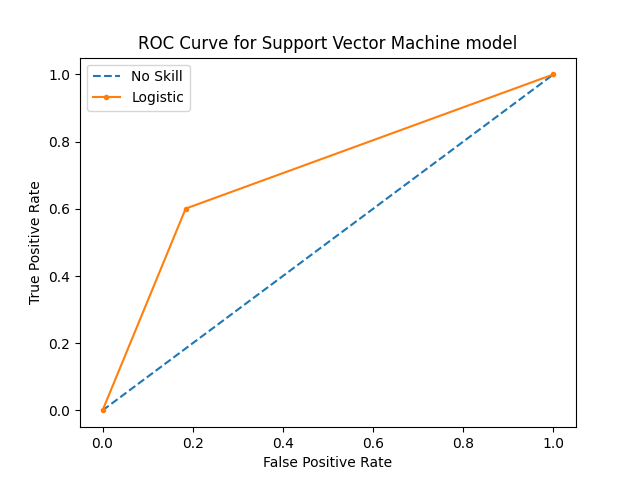 ROC Curve for Support Vector Machine model
No Skill
Logistic
True Positive Rate
1.0
0.8
0.6
0.4
0.2
0.0
0.0 0.2 0.4 0.6 0.8 1.0
False Positive Rate